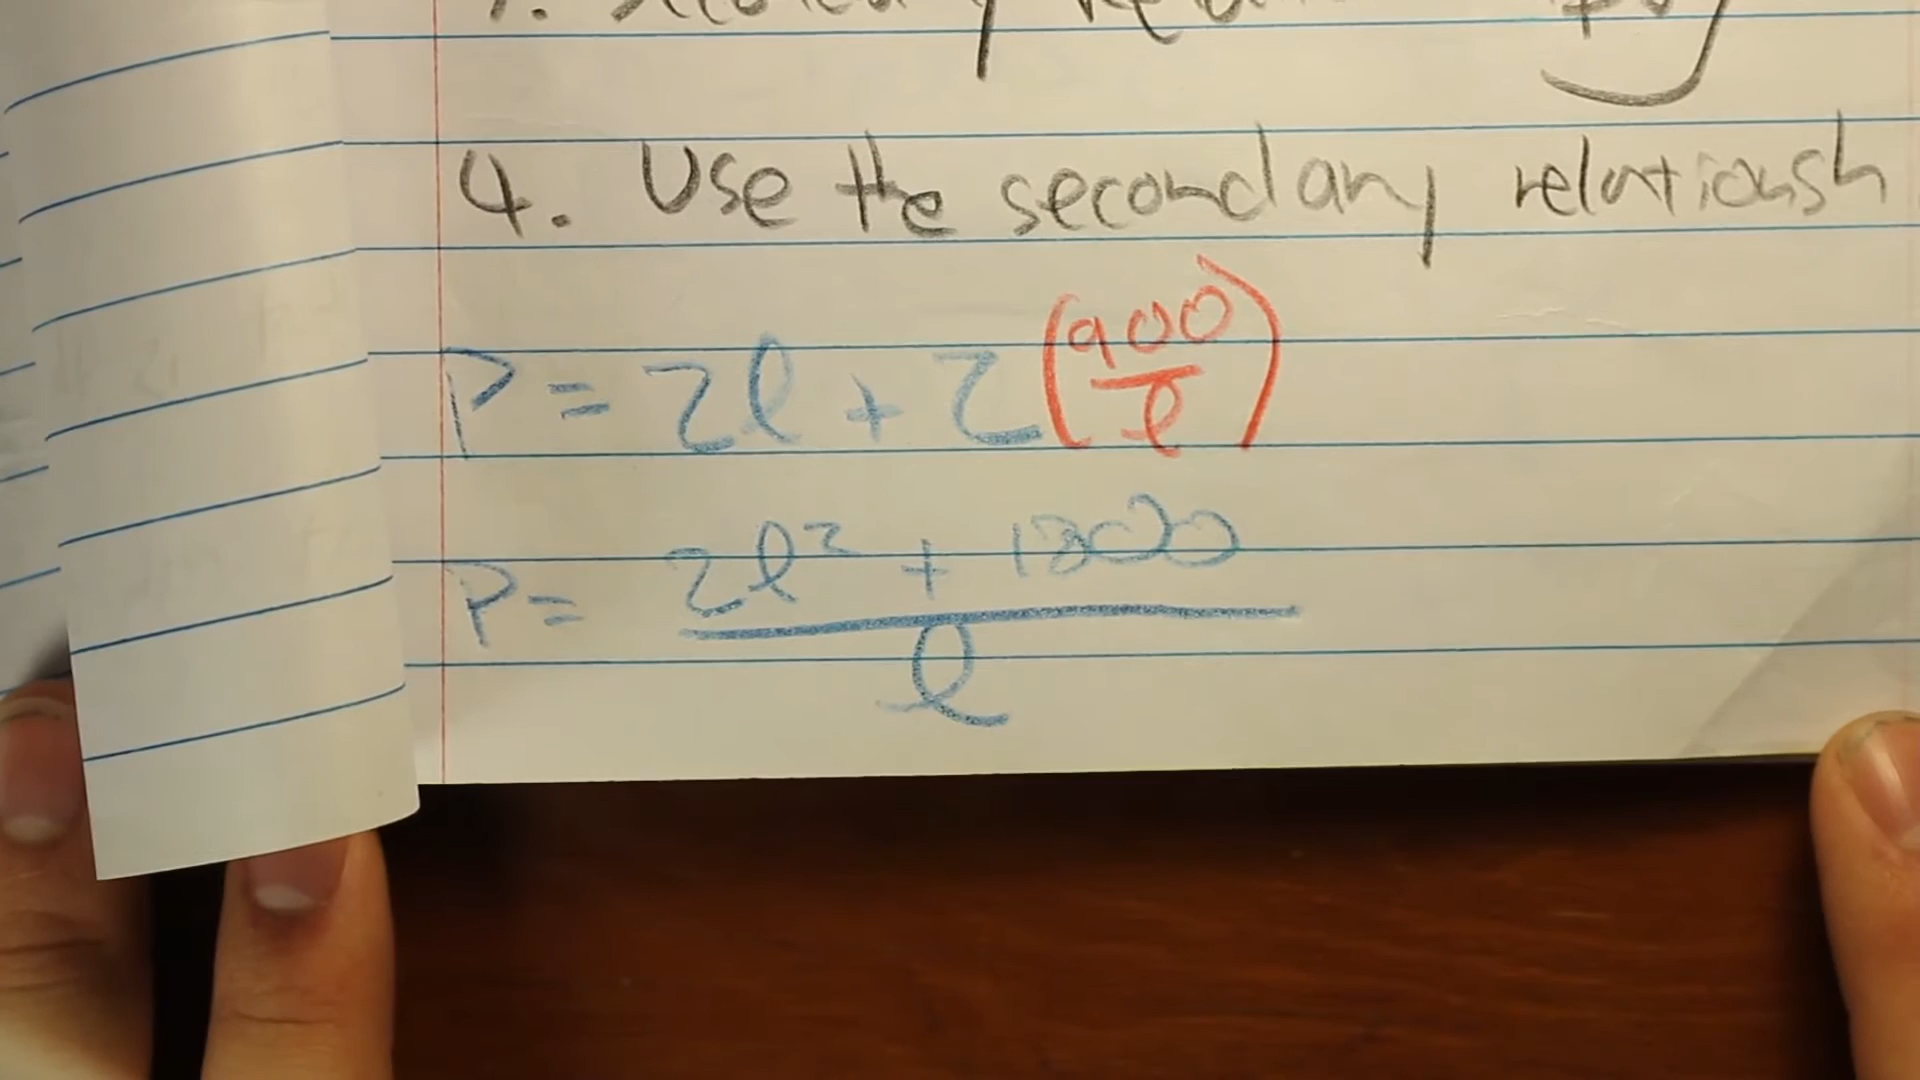 4. Use the secondary relationsh
P = 2l + 2(900/l)
P = (2l² + 1800)/l